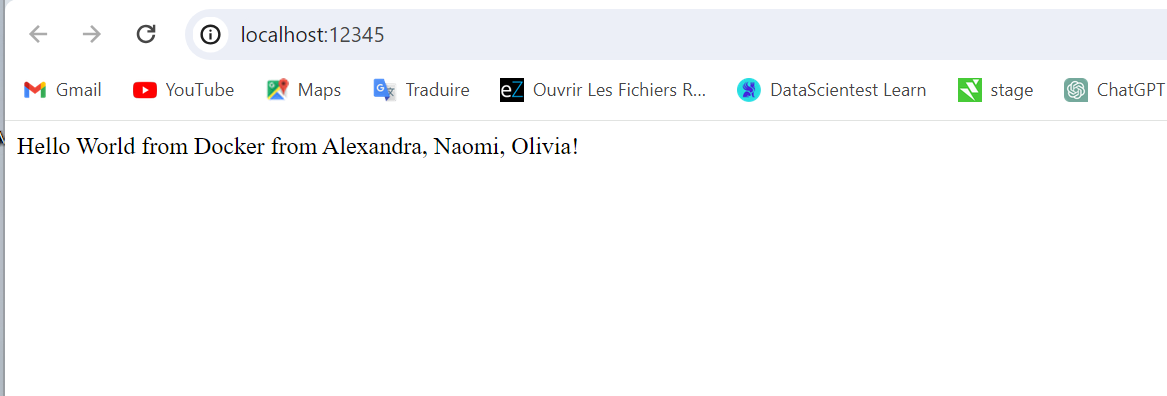 localhost:12345
Gmail YouTube Maps Traduire eZ Ouvrir Les Fichiers R... DataScientest Learn stage ChatGPT
Hello World from Docker from Alexandra, Naomi, Olivia!